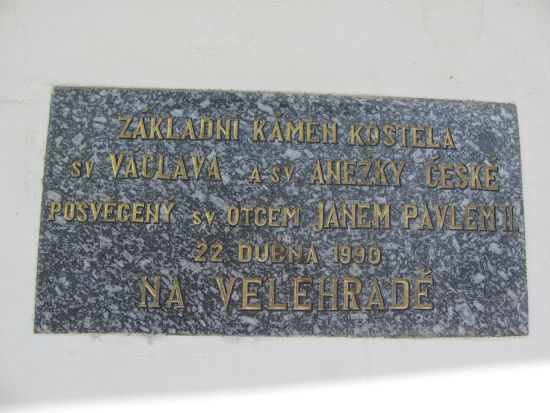 ZÁKLADNÍ KÁMEN KOSTELA
SV. VÁCLAVA A SV. ANEŽKY ČESKÉ
POSVĚCENÝ SV. OTCEM JANEM PAVLEM II.
22. DUBNA 1990
NA VELEHRADĚ